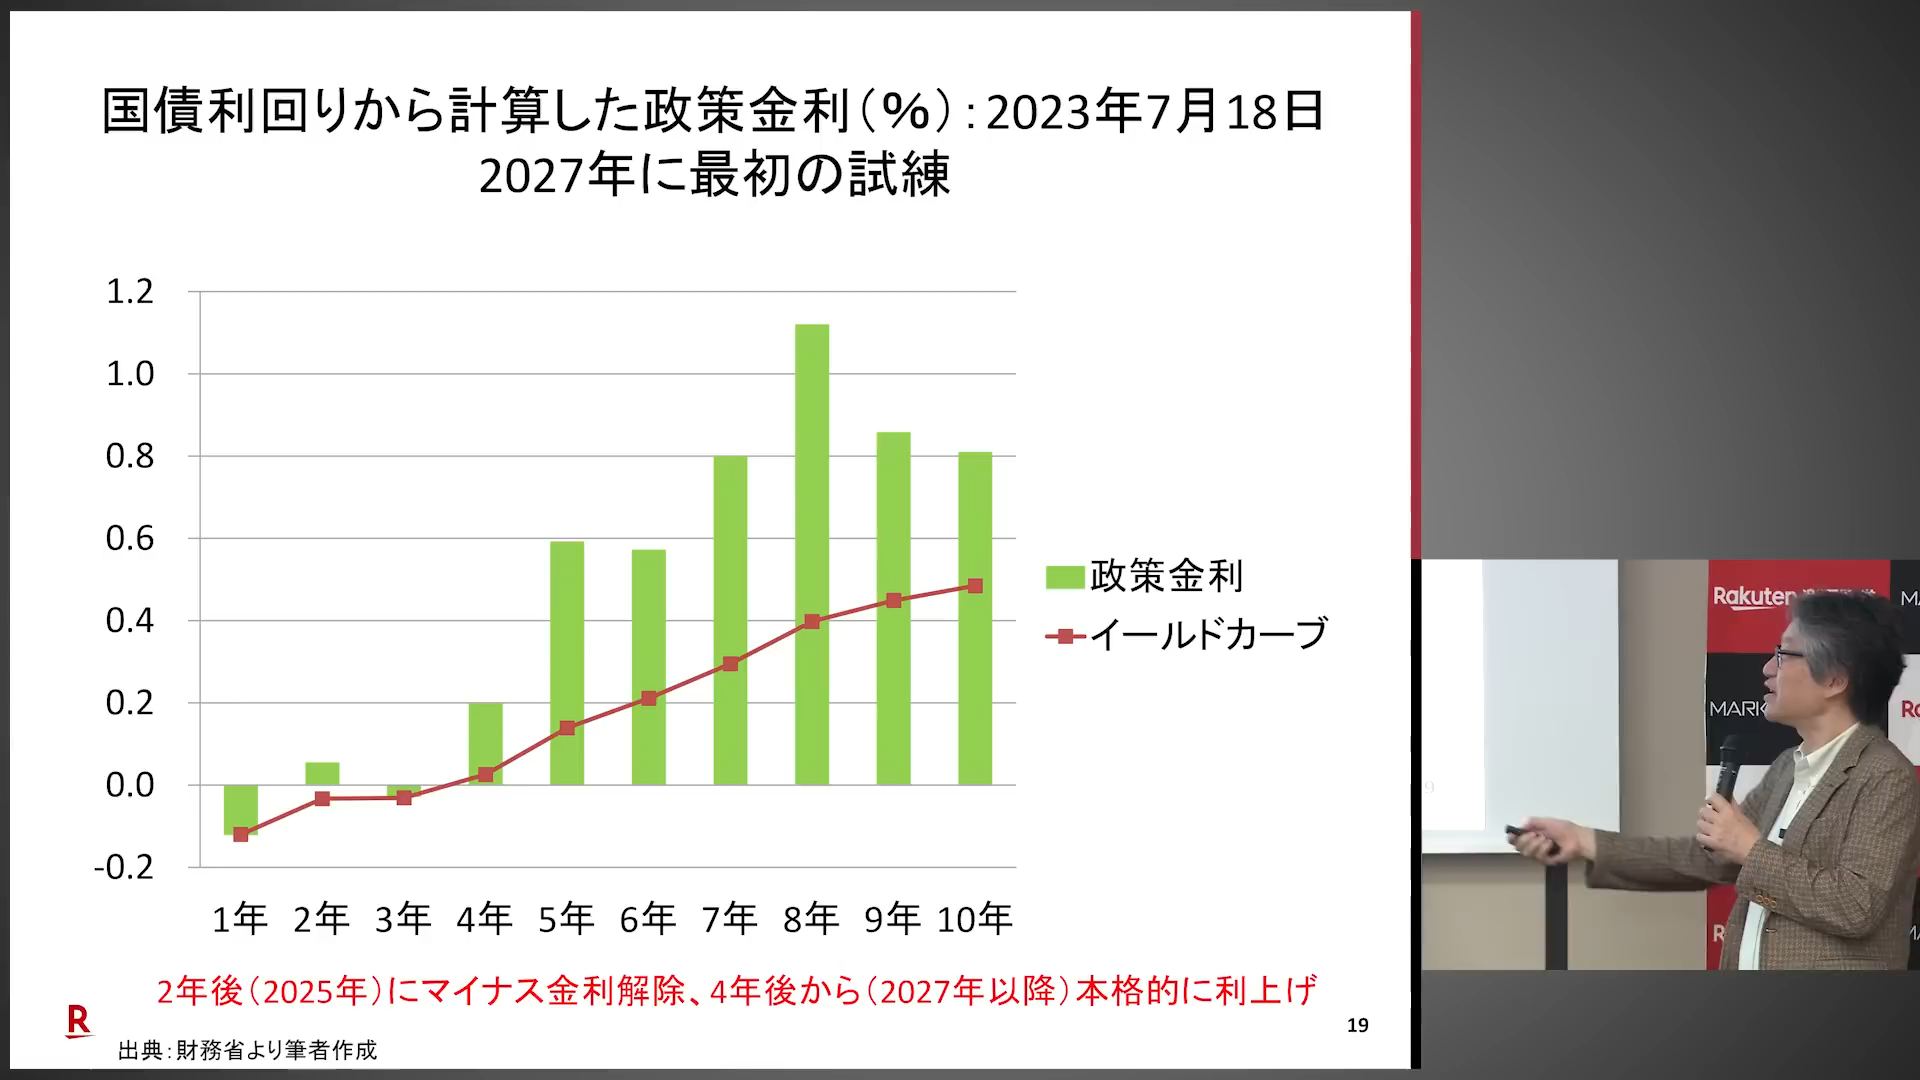 国債利回りから計算した政策金利(%):2023年7月18日
2027年に最初の試練
1.2
1.0
0.8
0.6
0.4
0.2
0.0
-0.2
1年 2年 3年 4年 5年 6年 7年 8年 9年 10年
政策金利
イールドカーブ
2年後(2025年)にマイナス金利解除、4年後から(2027年以降)本格的に利上げ
R
出典:財務省より筆者作成
19
Rakuten
MARK